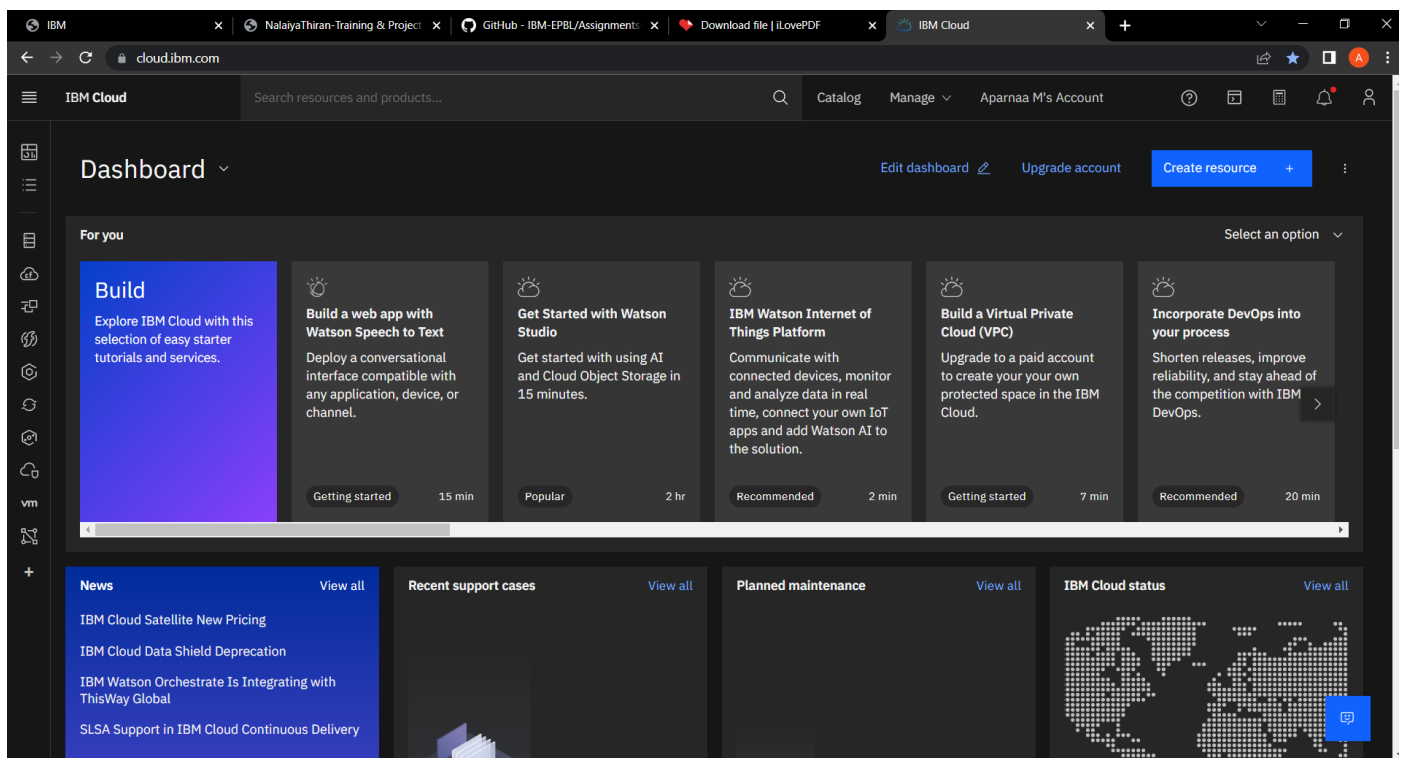 IBM
NalaiyaThiran-Training & Project
GitHub - IBM-EPBL/Assignments
Download file | iLovePDF
IBM Cloud
cloud.ibm.com
A
IBM Cloud
Search resources and products...
Catalog
Manage
Aparnaa M's Account
Dashboard
Edit dashboard
Upgrade account
Create resource +
For you
Select an option
Build
Explore IBM Cloud with this
selection of easy starter
tutorials and services.
Build a web app with
Watson Speech to Text
Deploy a conversational
interface compatible with
any application, device, or
channel.
Getting started
15 min
Get Started with Watson
Studio
Get started with using AI
and Cloud Object Storage in
15 minutes.
Popular
2 hr
IBM Watson Internet of
Things Platform
Communicate with
connected devices, monitor
and analyze data in real
time, connect your own IoT
apps and add Watson AI to
the solution.
Recommended
2 min
Build a Virtual Private
Cloud (VPC)
Upgrade to a paid account
to create your your own
protected space in the IBM
Cloud.
Getting started
7 min
Incorporate DevOps into
your process
Shorten releases, improve
reliability, and stay ahead of
the competition with IBM
DevOps.
Recommended
20 min
vm
News
View all
IBM Cloud Satellite New Pricing
IBM Cloud Data Shield Deprecation
IBM Watson Orchestrate Is Integrating with
ThisWay Global
SLSA Support in IBM Cloud Continuous Delivery
Recent support cases
View all
Planned maintenance
View all
IBM Cloud status
View all